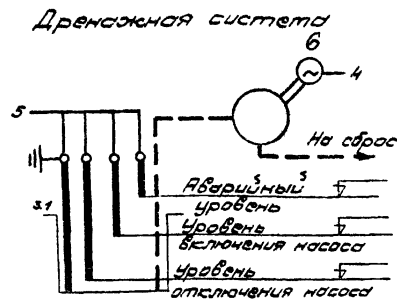 Дренажная система
6
4
5
На сброс
Аварийный
уровень
3.1
Уровень
включения насоса
Уровень
отключения насоса